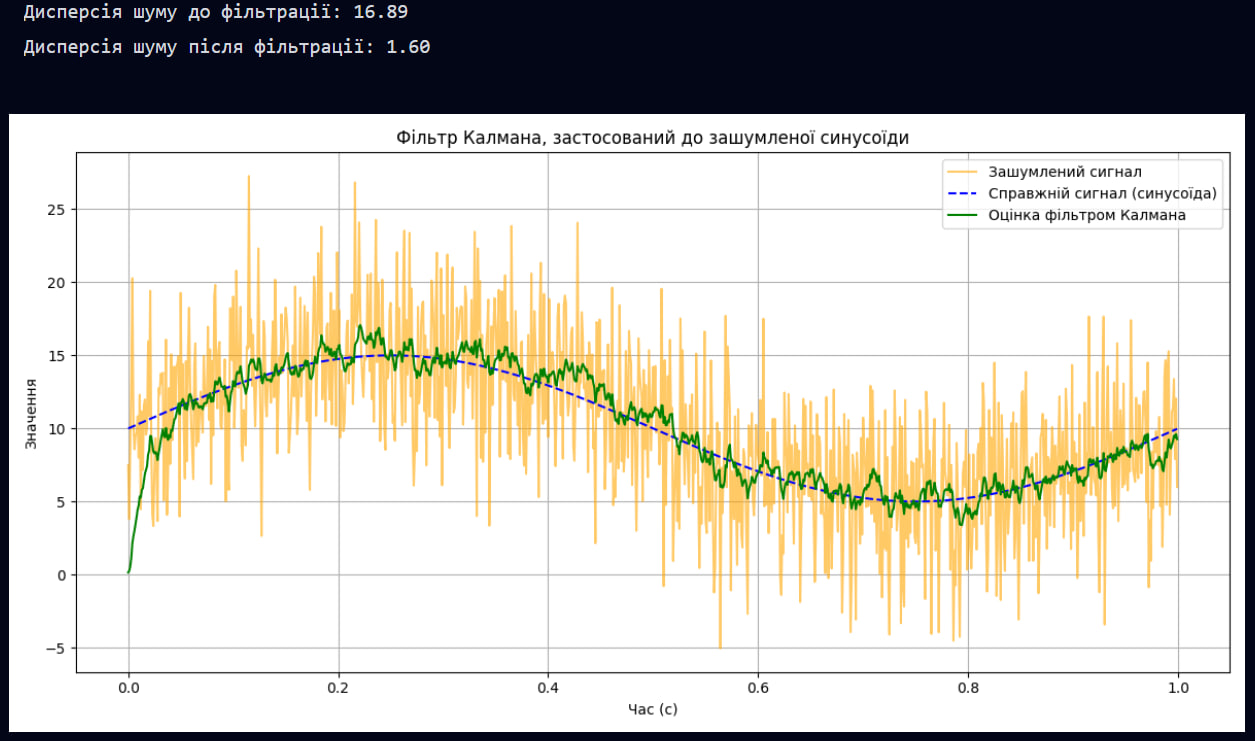 Дисперсія шуму до фільтрації: 16.89
Дисперсія шуму після фільтрації: 1.60
Фільтр Калмана, застосований до зашумленої синусоїди
Зашумлений сигнал
Справжній сигнал (синусоїда)
Оцінка фільтром Калмана
Значення
25
20
15
10
5
0
−5
0.0 0.2 0.4 0.6 0.8 1.0
Час (с)